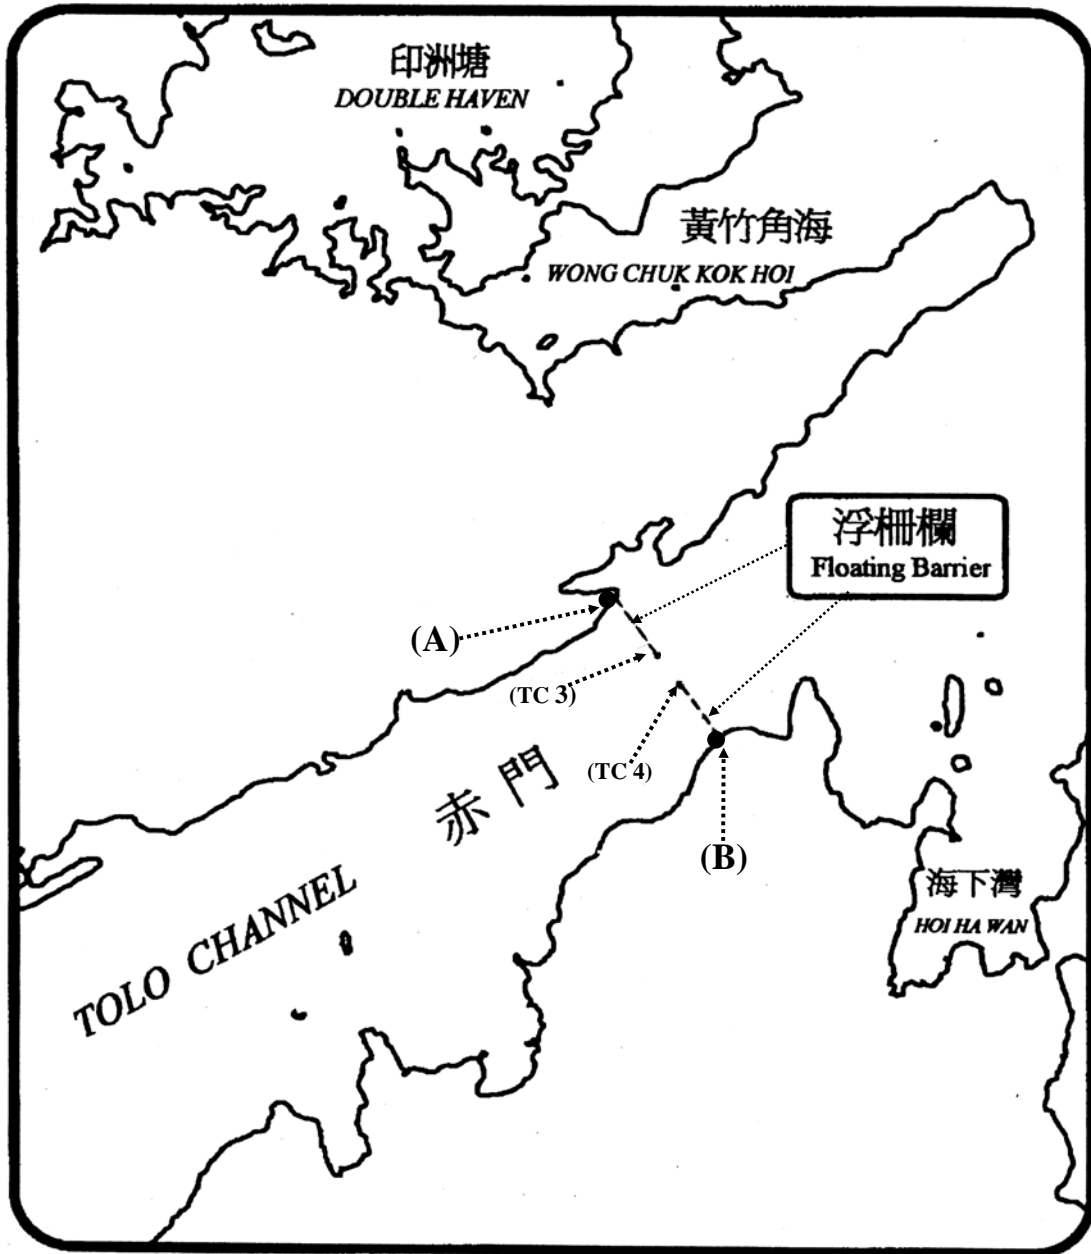 印洲塘
DOUBLE HAVEN
黃竹角海
WONG CHUK KOK HOI
浮柵欄
Floating Barrier
(A)
(TC 3)
(TC 4)
赤門
(B)
TOLO CHANNEL
海下灣
HOI HA WAN